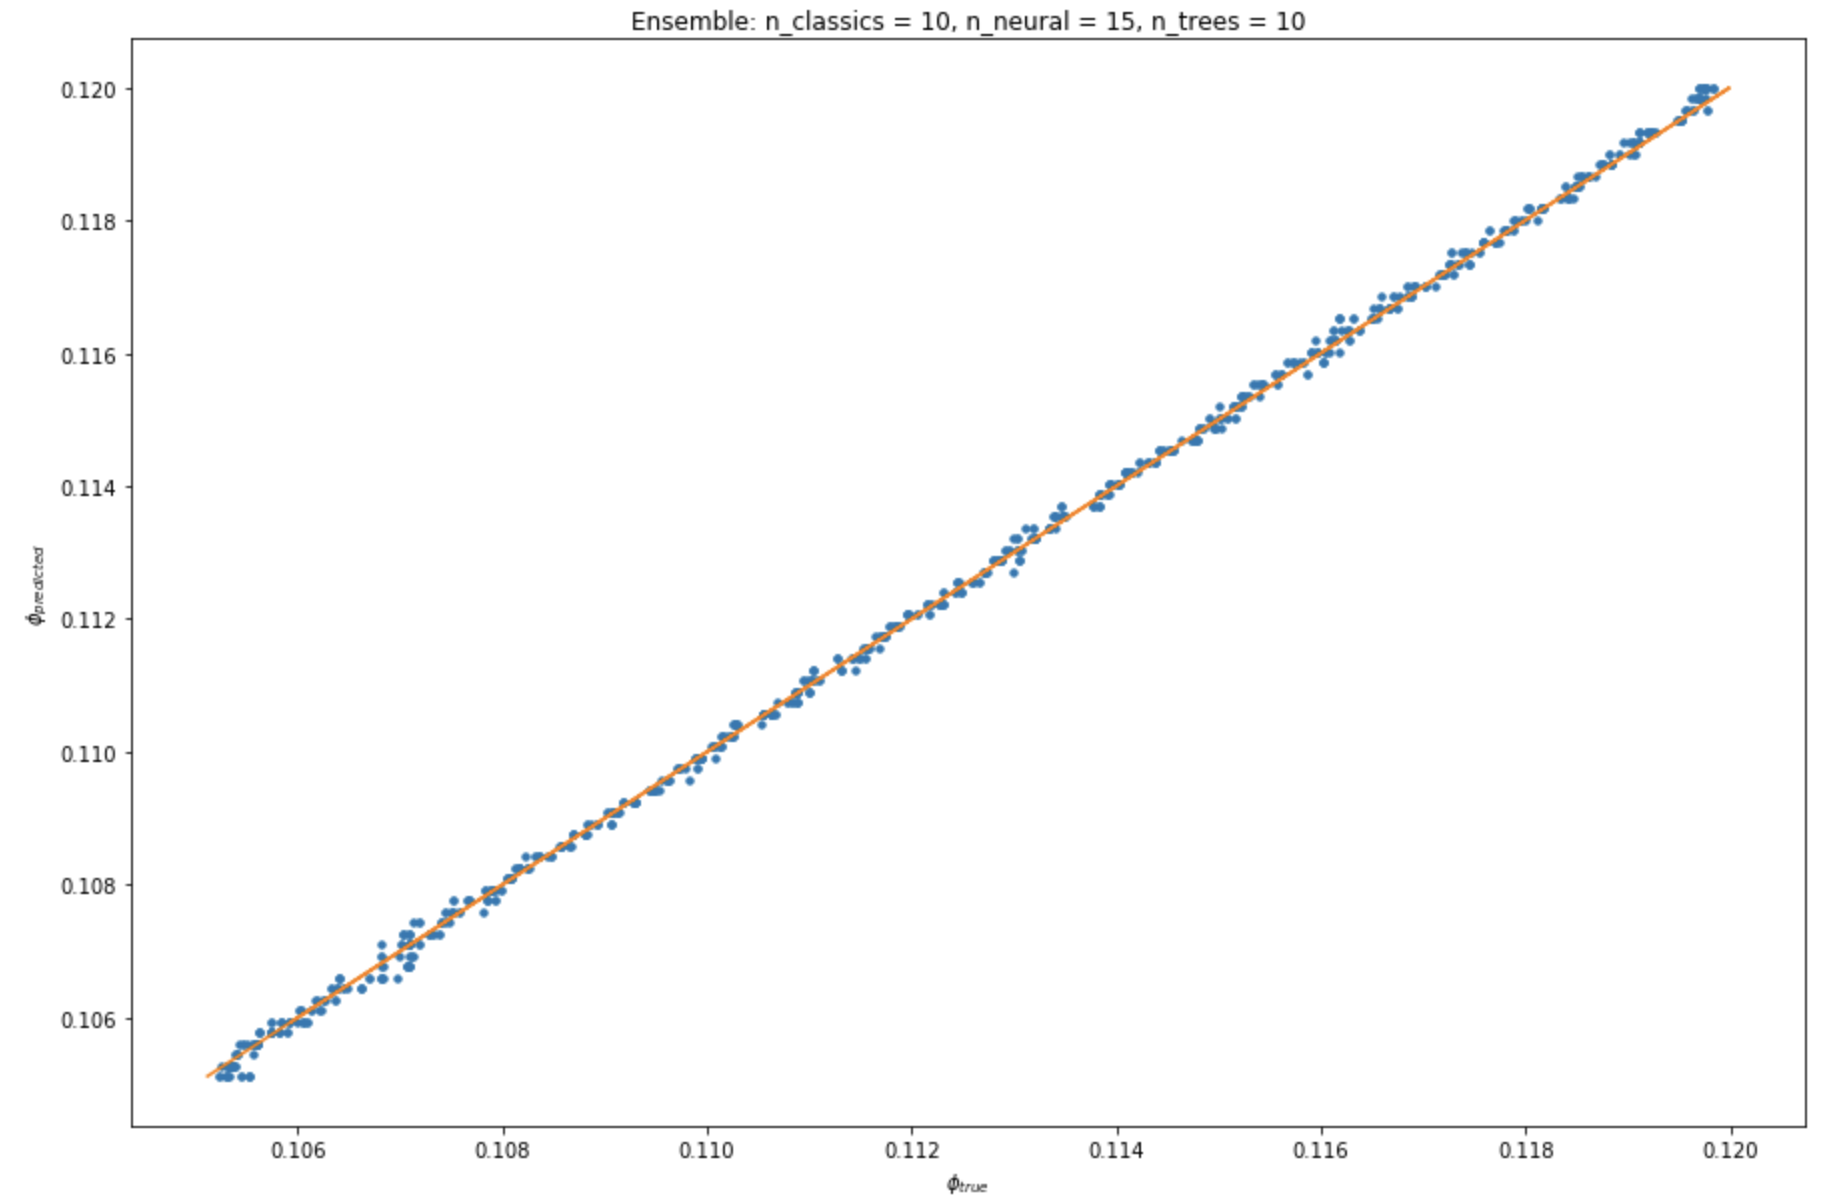 Ensemble: n_classics = 10, n_neural = 15, n_trees = 10
0.120
0.118
0.116
0.114
0.112
0.110
0.108
0.106
ϕpredicted
0.106 0.108 0.110 0.112 0.114 0.116 0.118 0.120
ϕtrue